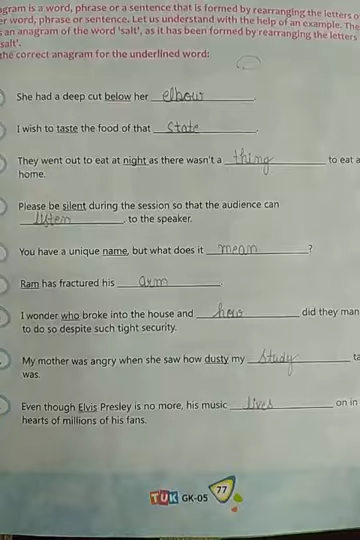 gram is a word, phrase or a sentence that is formed by rearranging the letters o
er word, phrase or sentence. Let us understand with the help of an example. The
an anagram of the word 'salt', as it has been formed by rearranging the letters
salt'.
the correct anagram for the underlined word:
She had a deep cut below her elbow.
I wish to taste the food of that state.
They went out to eat at night as there wasn't a thing to eat a
home.
Please be silent during the session so that the audience can
listen to the speaker.
You have a unique name, but what does it mean?
Ram has fractured his arm.
I wonder who broke into the house and how did they man
to do so despite such tight security.
My mother was angry when she saw how dusty my study ta
was.
Even though Elvis Presley is no more, his music lives on in
hearts of millions of his fans.
TUK GK-05 77